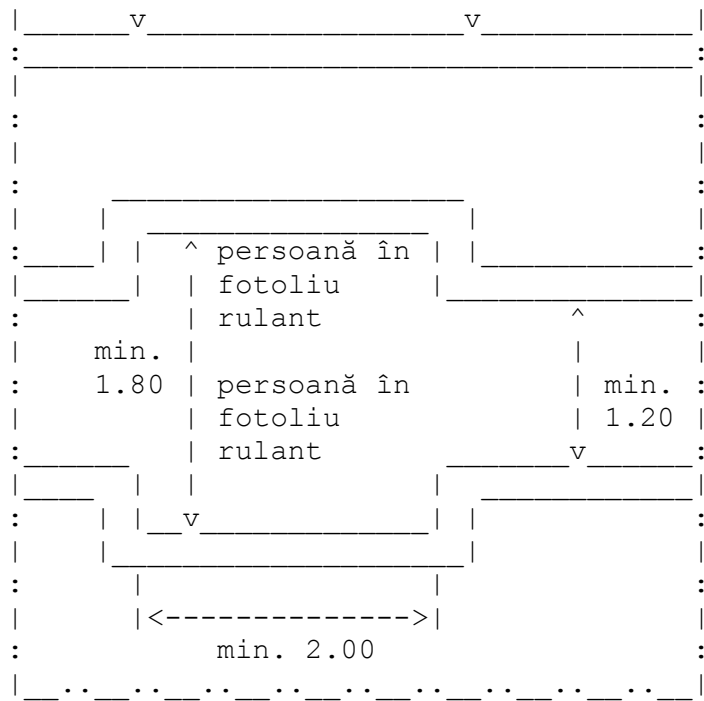 persoană în
fotoliu
rulant
min.
1.80 persoană în min.
fotoliu 1.20
rulant
min. 2.00